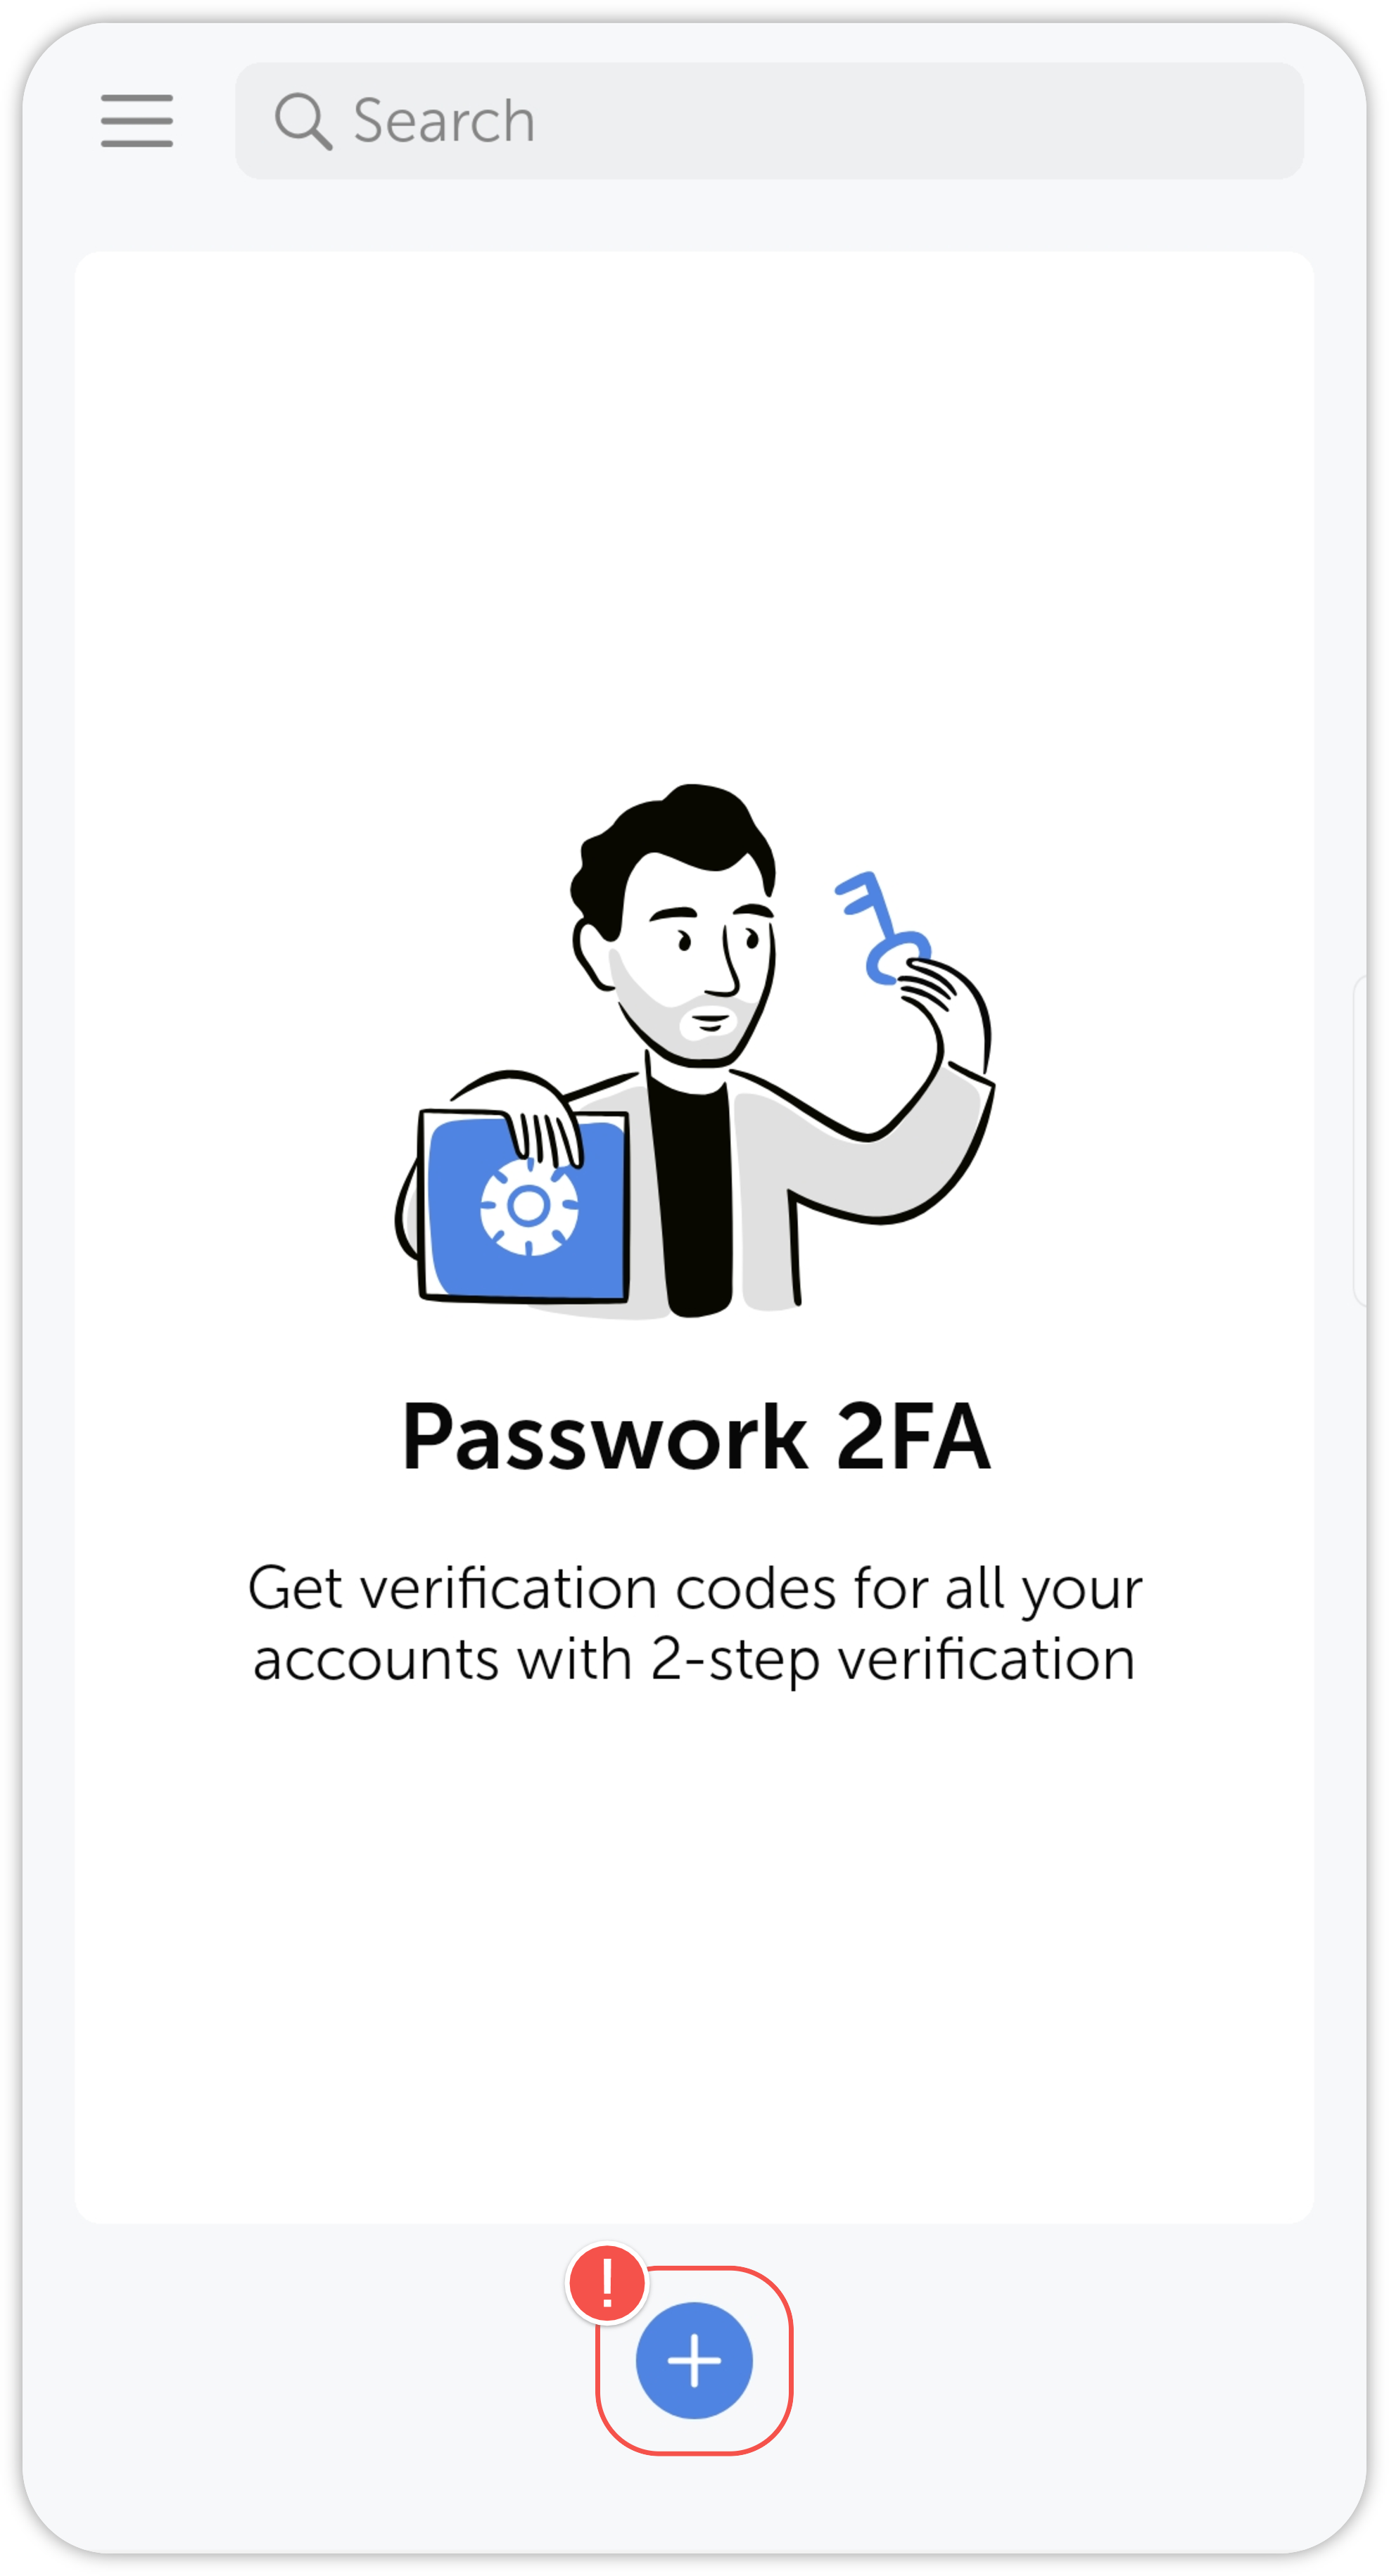 Search
Passwork 2FA
Get verification codes for all your
accounts with 2-step verification
!